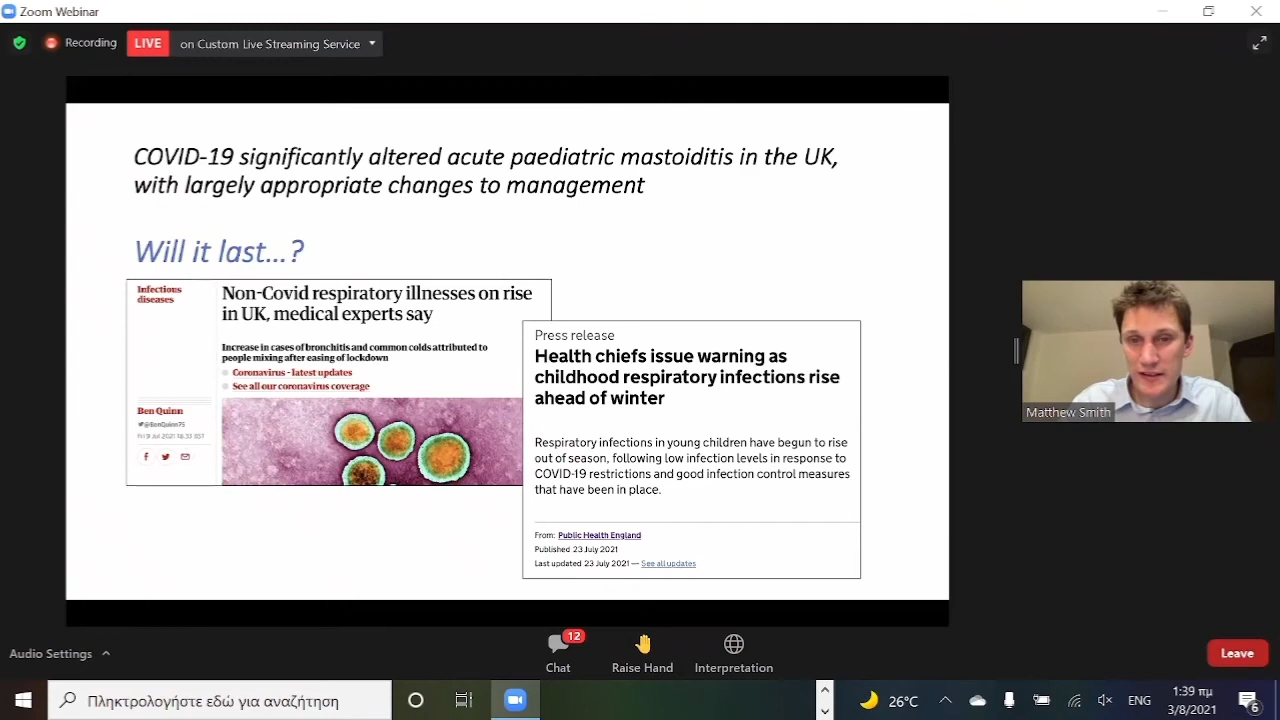 Zoom Webinar
Recording
LIVE
on Custom Live Streaming Service
COVID-19 significantly altered acute paediatric mastoiditis in the UK,
with largely appropriate changes to management
Will it last...?
Infectious
diseases
Non-Covid respiratory illnesses on rise
in UK, medical experts say
Increase in cases of bronchitis and common colds attributed to
people mixing after easing of lockdown
Coronavirus - latest updates
See all our coronavirus coverage
Ben Quinn
@BenQuinn75
Fri 9 Jul 2021 18.33 BST
Press release
Health chiefs issue warning as
childhood respiratory infections rise
ahead of winter
Respiratory infections in young children have begun to rise
out of season, following low infection levels in response to
COVID-19 restrictions and good infection control measures
that have been in place.
From: Public Health England
Published 23 July 2021
Last updated 23 July 2021 — See all updates
Matthew Smith
Audio Settings
12
Chat
Raise Hand
Interpretation
Leave
Πληκτρολογήστε εδώ για αναζήτηση
26°C
ENG
1:39 πμ
3/8/2021
6